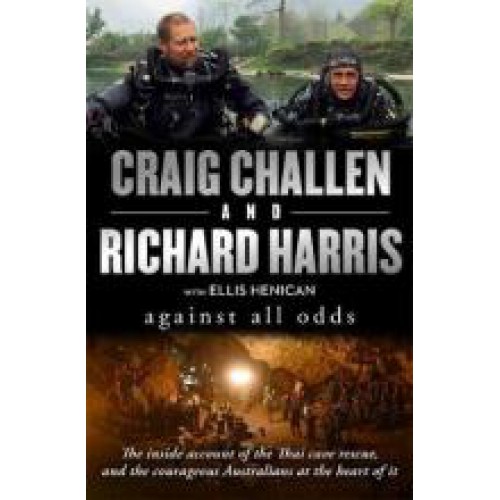 CRAIG CHALLEN
AND
RICHARD HARRIS
WITH ELLIS HENICAN
against all odds
The inside account of the Thai cave rescue,
and the courageous Australians at the heart of it